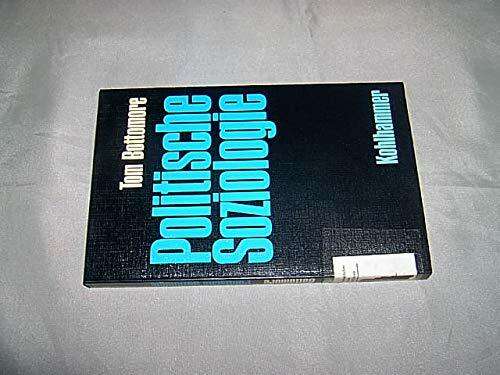 Tom Bottomore
Politische
Soziologie
Kohlhammer